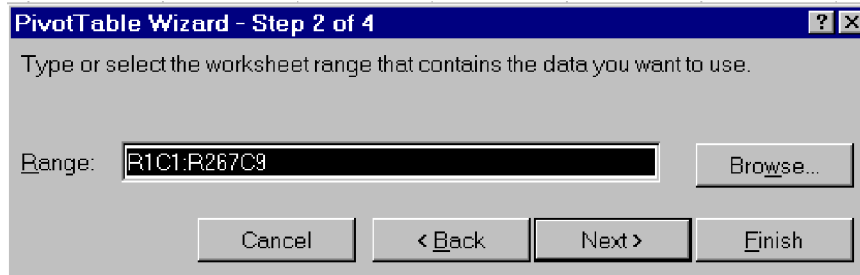 PivotTable Wizard - Step 2 of 4
Type or select the worksheet range that contains the data you want to use.
Range: R1C1:R267C9 Browse...
Cancel < Back Next > Finish